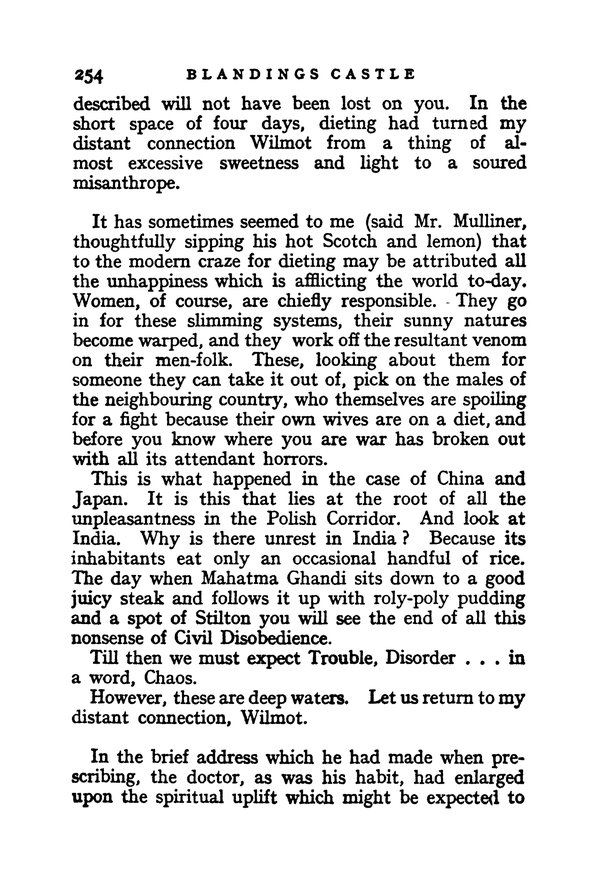 254 BLANDINGS CASTLE
described will not have been lost on you. In the
short space of four days, dieting had turned my
distant connection Wilmot from a thing of al-
most excessive sweetness and light to a soured
misanthrope.
It has sometimes seemed to me (said Mr. Mulliner,
thoughtfully sipping his hot Scotch and lemon) that
to the modern craze for dieting may be attributed all
the unhappiness which is afflicting the world to-day.
Women, of course, are chiefly responsible. They go
in for these slimming systems, their sunny natures
become warped, and they work off the resultant venom
on their men-folk. These, looking about them for
someone they can take it out of, pick on the males of
the neighbouring country, who themselves are spoiling
for a fight because their own wives are on a diet, and
before you know where you are war has broken out
with all its attendant horrors.
This is what happened in the case of China and
Japan. It is this that lies at the root of all the
unpleasantness in the Polish Corridor. And look at
India. Why is there unrest in India? Because its
inhabitants eat only an occasional handful of rice.
The day when Mahatma Ghandi sits down to a good
juicy steak and follows it up with roly-poly pudding
and a spot of Stilton you will see the end of all this
nonsense of Civil Disobedience.
Till then we must expect Trouble, Disorder . . . in
a word, Chaos.
However, these are deep waters. Let us return to my
distant connection, Wilmot.
In the brief address which he had made when pre-
scribing, the doctor, as was his habit, had enlarged
upon the spiritual uplift which might be expected to